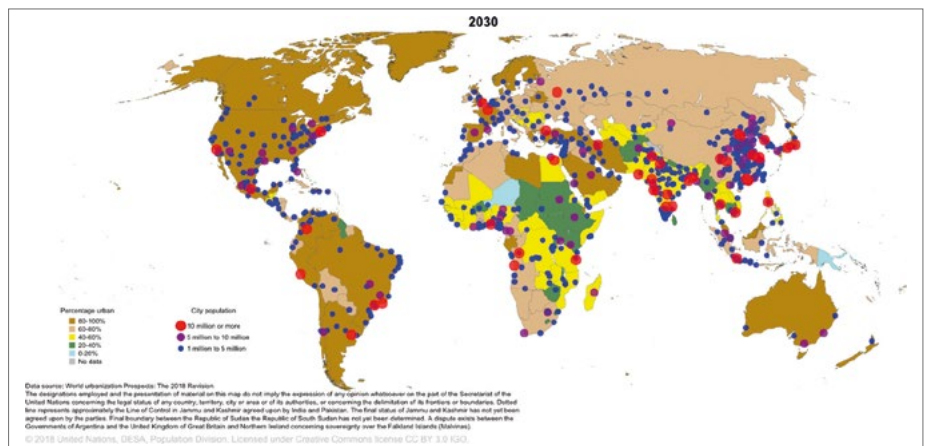 2030
Percentage urban
80-100%
60-80%
40-60%
20-40%
0-20%
No data
City population
10 million or more
5 million to 10 million
1 million to 5 million
Data source: World urbanization Prospects: The 2018 Revision
The designations employed and the presentation of material on this map do not imply the expression of any opinion whatsoever on the part of the Secretariat of the
United Nations concerning the legal status of any country, territory, city or area or of its authorities, or concerning the delimitation of its frontiers or boundaries. Dotted
line represents approximately the Line of Control in Jammu and Kashmir agreed upon by India and Pakistan. The final status of Jammu and Kashmir has not yet been
agreed upon by the parties. Final boundary between the Republic of Sudan the Republic of South Sudan has not yet been determined. A dispute exists between the
Governments of Argentina and the United Kingdom of Great Britain and Northern Ireland concerning sovereignty over the Falkland Islands (Malvinas).
© 2018 United Nations, DESA, Population Division. Licensed under Creative Commons license CC BY 3.0 IGO.